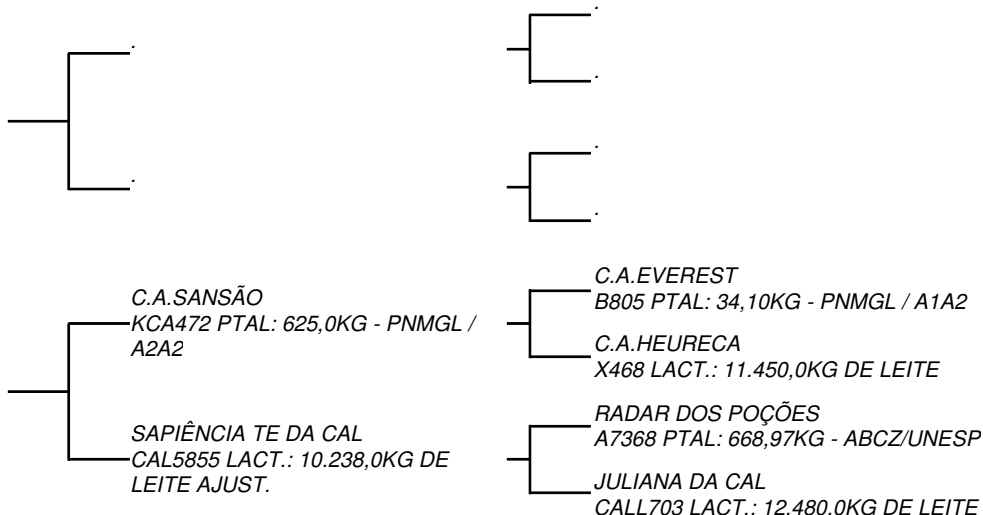 .
.
.
.
.
.
C.A.SANSÃO
KCA472 PTAL: 625,0KG - PNMGL /
A2A2
SAPIÊNCIA TE DA CAL
CAL5855 LACT.: 10.238,0KG DE
LEITE AJUST.
C.A.EVEREST
B805 PTAL: 34,10KG - PNMGL / A1A2
C.A.HEURECA
X468 LACT.: 11.450,0KG DE LEITE
RADAR DOS POÇÕES
A7368 PTAL: 668,97KG - ABCZ/UNESP
JULIANA DA CAL
CALL703 LACT.: 12.480,0KG DE LEITE